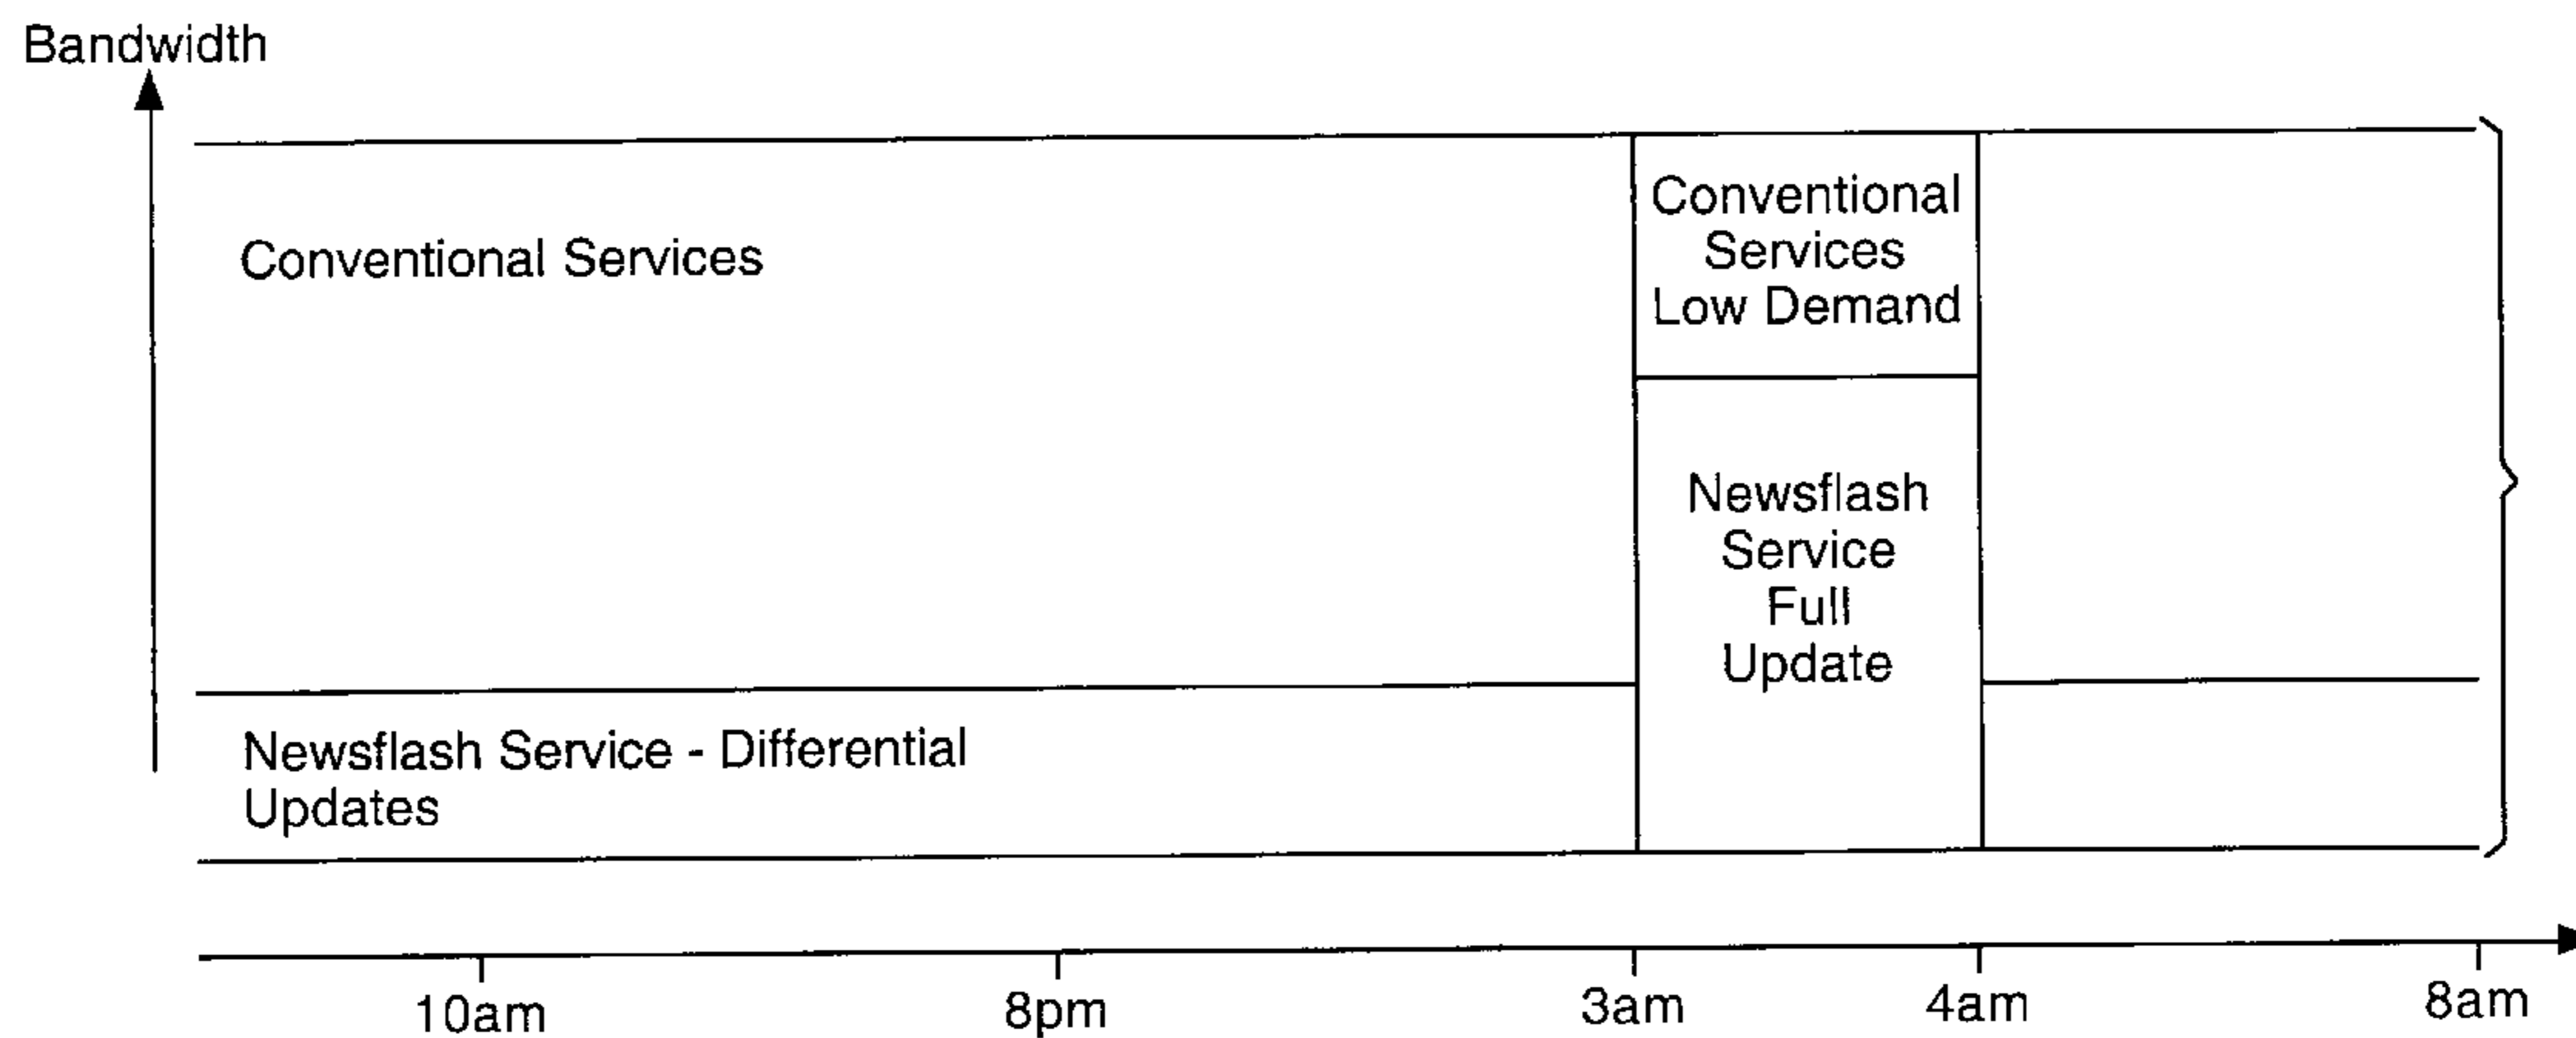 Bandwidth
Conventional Services
Conventional
Services
Low Demand
Newsflash
Service
Full
Update
Newsflash Service - Differential
Updates
10am
8pm
3am
4am
8am